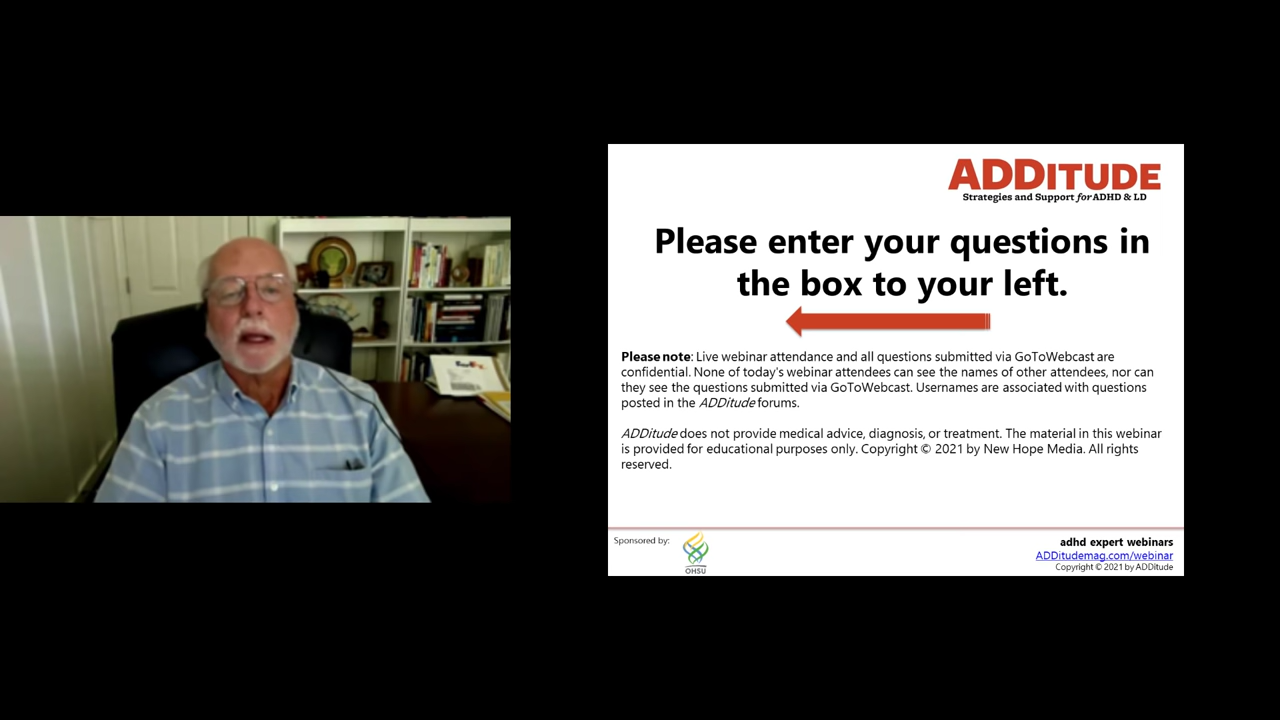 ADDITUDE
Strategies and Support for ADHD & LD
Please enter your questions in
the box to your left.
Please note: Live webinar attendance and all questions submitted via GoToWebcast are
confidential. None of today's webinar attendees can see the names of other attendees, nor can
they see the questions submitted via GoToWebcast. Usernames are associated with questions
posted in the ADDitude forums.
ADDitude does not provide medical advice, diagnosis, or treatment. The material in this webinar
is provided for educational purposes only. Copyright © 2021 by New Hope Media. All rights
reserved.
Sponsored by:
OHSU
adhd expert webinars
ADDitudemag.com/webinar
Copyright © 2021 by ADDitude
FedEx